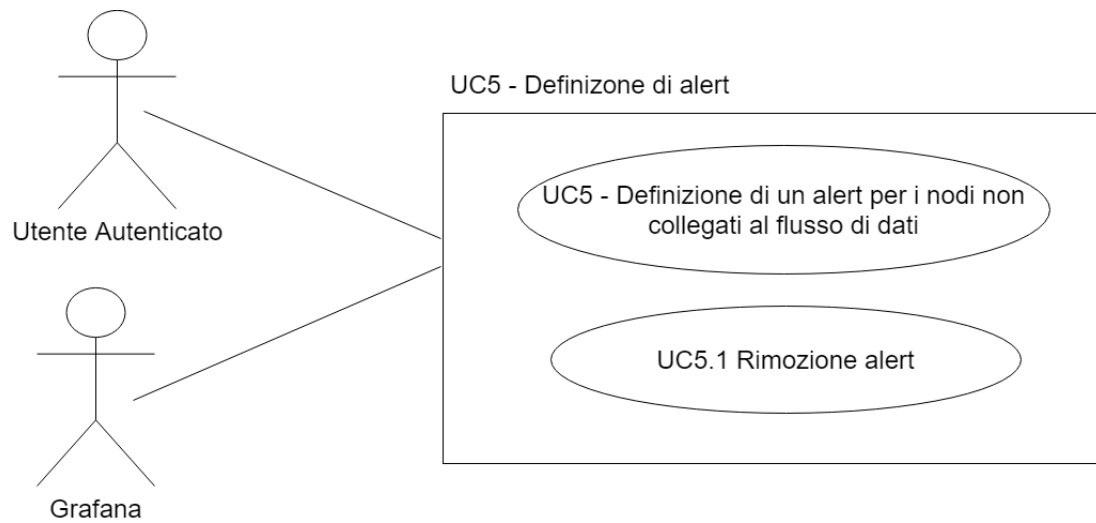 UC5 - Definizone di alert
UC5 - Definizione di un alert per i nodi non
collegati al flusso di dati
Utente Autenticato
UC5.1 Rimozione alert
Grafana